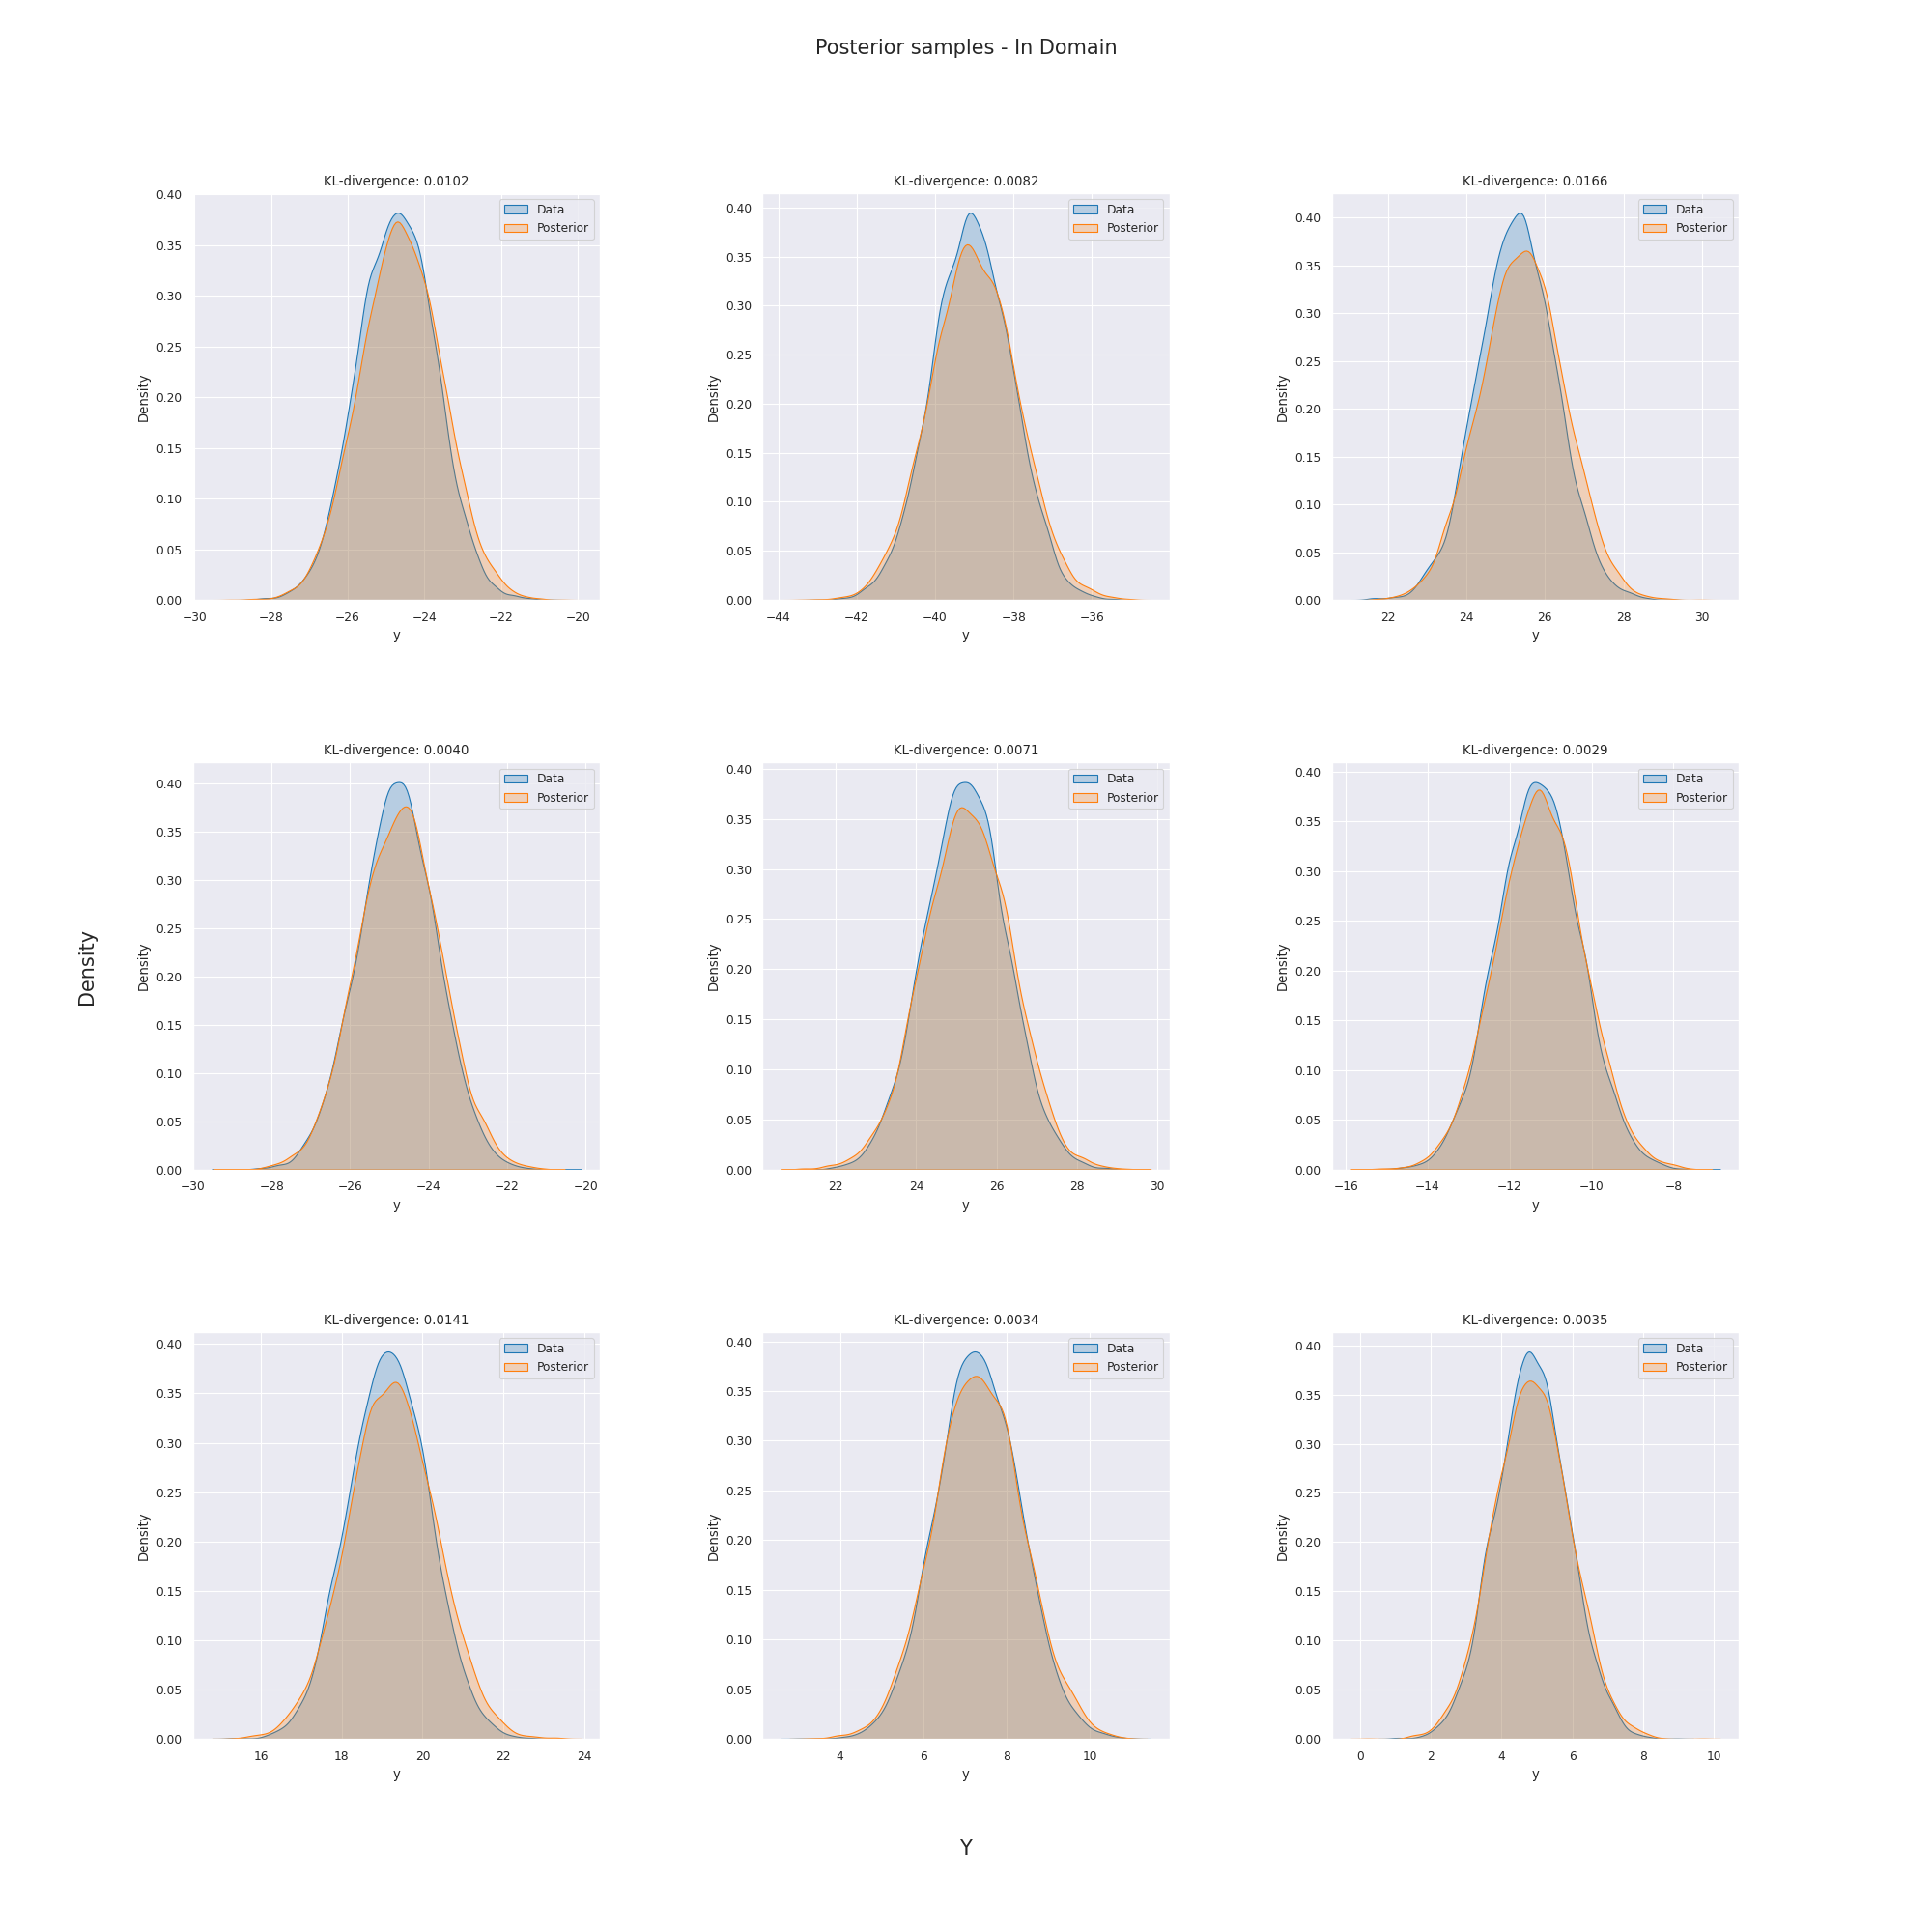 Posterior samples - In Domain
KL-divergence: 0.0102
0.40
0.35
0.30
0.25
0.20
0.15
0.10
0.05
0.00
Density
Data
Posterior
−30 −28 −26 −24 −22 −20
y
KL-divergence: 0.0082
0.40
0.35
0.30
0.25
0.20
0.15
0.10
0.05
0.00
Density
Data
Posterior
−44 −42 −40 −38 −36
y
KL-divergence: 0.0166
0.40
0.35
0.30
0.25
0.20
0.15
0.10
0.05
0.00
Density
Data
Posterior
22 24 26 28 30
y
Density
KL-divergence: 0.0040
0.40
0.35
0.30
0.25
0.20
0.15
0.10
0.05
0.00
Density
Data
Posterior
−30 −28 −26 −24 −22 −20
y
KL-divergence: 0.0071
0.40
0.35
0.30
0.25
0.20
0.15
0.10
0.05
0.00
Density
Data
Posterior
22 24 26 28 30
y
KL-divergence: 0.0029
0.40
0.35
0.30
0.25
0.20
0.15
0.10
0.05
0.00
Density
Data
Posterior
−16 −14 −12 −10 −8
y
KL-divergence: 0.0141
0.40
0.35
0.30
0.25
0.20
0.15
0.10
0.05
0.00
Density
Data
Posterior
16 18 20 22 24
y
KL-divergence: 0.0034
0.40
0.35
0.30
0.25
0.20
0.15
0.10
0.05
0.00
Density
Data
Posterior
4 6 8 10
y
KL-divergence: 0.0035
0.40
0.35
0.30
0.25
0.20
0.15
0.10
0.05
0.00
Density
Data
Posterior
0 2 4 6 8 10
y
Y